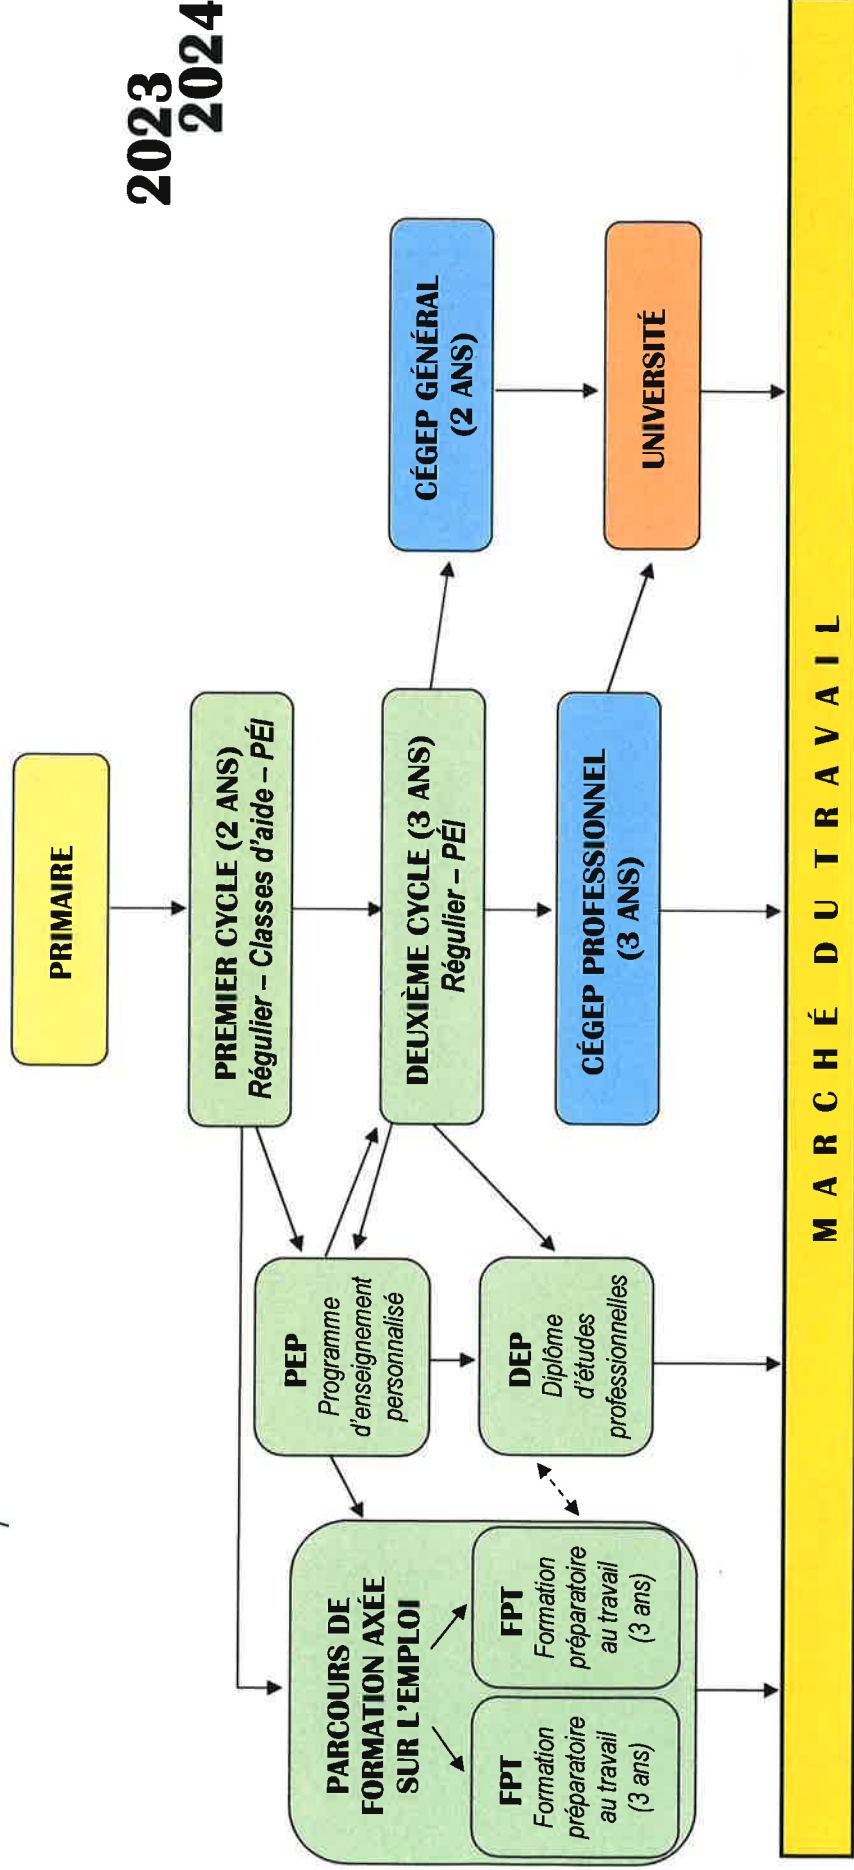 2023
2024
PRIMAIRE
PREMIER CYCLE (2 ANS)
Régulier – Classes d'aide – PÉI
DEUXIÈME CYCLE (3 ANS)
Régulier – PÉI
CÉGEP GÉNÉRAL
(2 ANS)
PEP
Programme
d'enseignement
personnalisé
PARCOURS DE
FORMATION AXÉE
SUR L'EMPLOI
FPT
Formation
préparatoire
au travail
(3 ans)
FPT
Formation
préparatoire
au travail
(3 ans)
DEP
Diplôme
d'études
professionnelles
CÉGEP PROFESSIONNEL
(3 ANS)
UNIVERSITÉ
MARCHÉ DU TRAVAIL